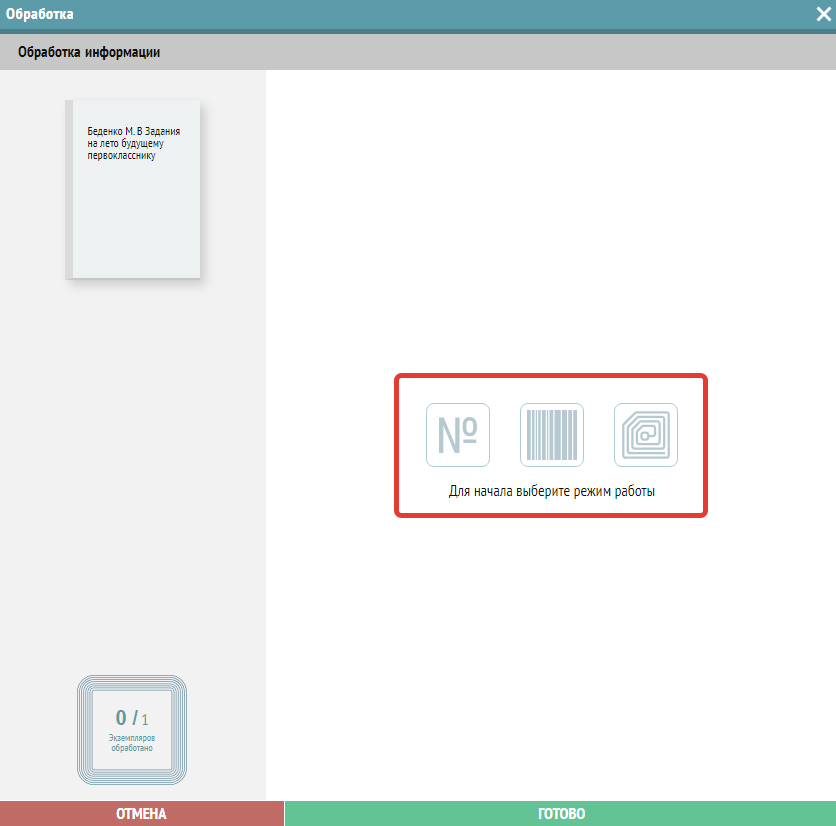 Обработка
Обработка информации
Беденко М. В Задания
на лето будущему
первокласснику
№
Для начала выберите режим работы
0 / 1
Экземпляров
обработано
ОТМЕНА
ГОТОВО